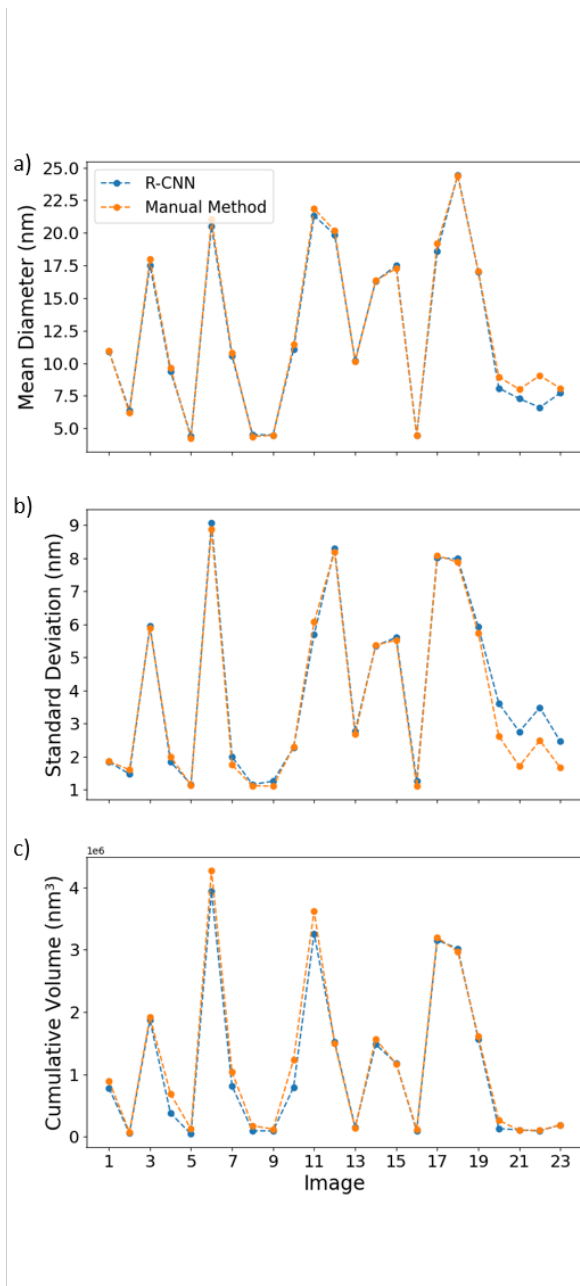 a)
25.0
22.5
20.0
17.5
15.0
12.5
10.0
7.5
5.0
Mean Diameter (nm)
R-CNN
Manual Method
b)
9
8
7
6
5
4
3
2
1
Standard Deviation (nm)
c)
1e6
4
3
2
1
0
Cumulative Volume (nm³)
1 3 5 7 9 11 13 15 17 19 21 23
Image